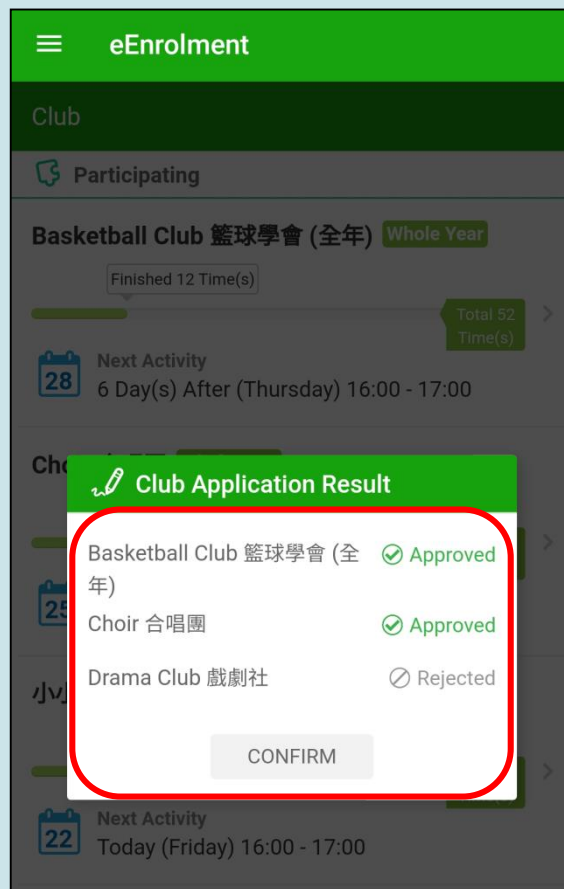 eEnrolment
Club
Participating
Basketball Club 籃球學會 (全年) Whole Year
Finished 12 Time(s)
Total 52
Time(s)
Next Activity
28
6 Day(s) After (Thursday) 16:00 - 17:00
Club Application Result
Basketball Club 籃球學會 (全
年)
Approved
Choir 合唱團
Approved
Drama Club 戲劇社
Rejected
CONFIRM
Next Activity
22
Today (Friday) 16:00 - 17:00